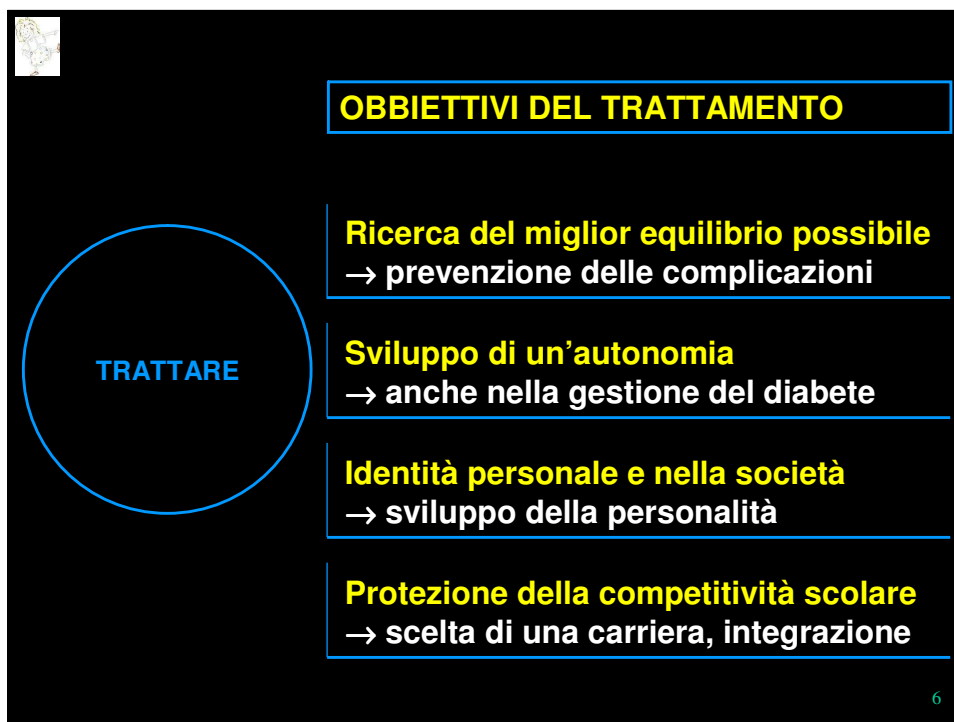 OBBIETTIVI DEL TRATTAMENTO
TRATTARE
Ricerca del miglior equilibrio possibile
→ prevenzione delle complicazioni
Sviluppo di un’autonomia
→ anche nella gestione del diabete
Identità personale e nella società
→ sviluppo della personalità
Protezione della competitività scolare
→ scelta di una carriera, integrazione
6